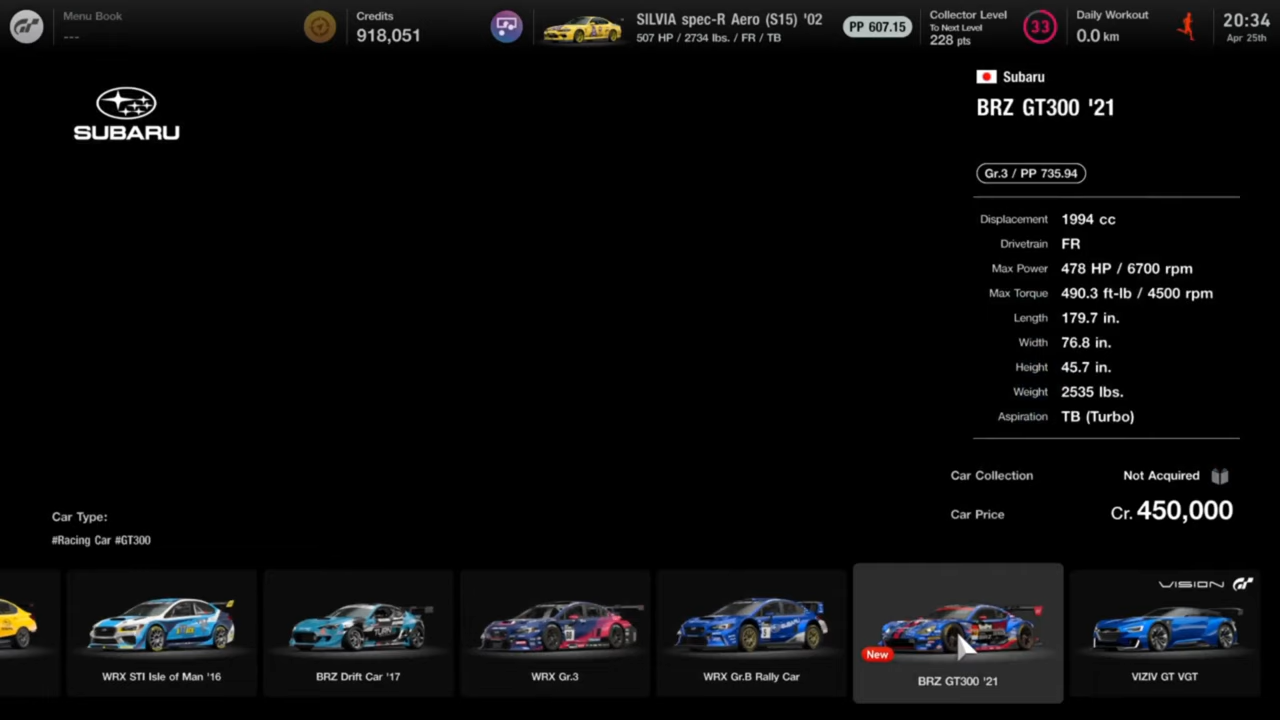 Menu Book
---
Credits
918,051
SILVIA spec-R Aero (S15) '02
507 HP / 2734 lbs. / FR / TB
PP 607.15
Collector Level
To Next Level
228 pts
33
Daily Workout
0.0 km
20:34
Apr 25th
SUBARU
Subaru
BRZ GT300 '21
Gr.3 / PP 735.94
Displacement 1994 cc
Drivetrain FR
Max Power 478 HP / 6700 rpm
Max Torque 490.3 ft-lb / 4500 rpm
Length 179.7 in.
Width 76.8 in.
Height 45.7 in.
Weight 2535 lbs.
Aspiration TB (Turbo)
Car Collection Not Acquired
Car Price Cr. 450,000
Car Type:
#Racing Car #GT300
VISION GT
New
WRX STI Isle of Man '16
BRZ Drift Car '17
WRX Gr.3
WRX Gr.B Rally Car
BRZ GT300 '21
VIZIV GT VGT